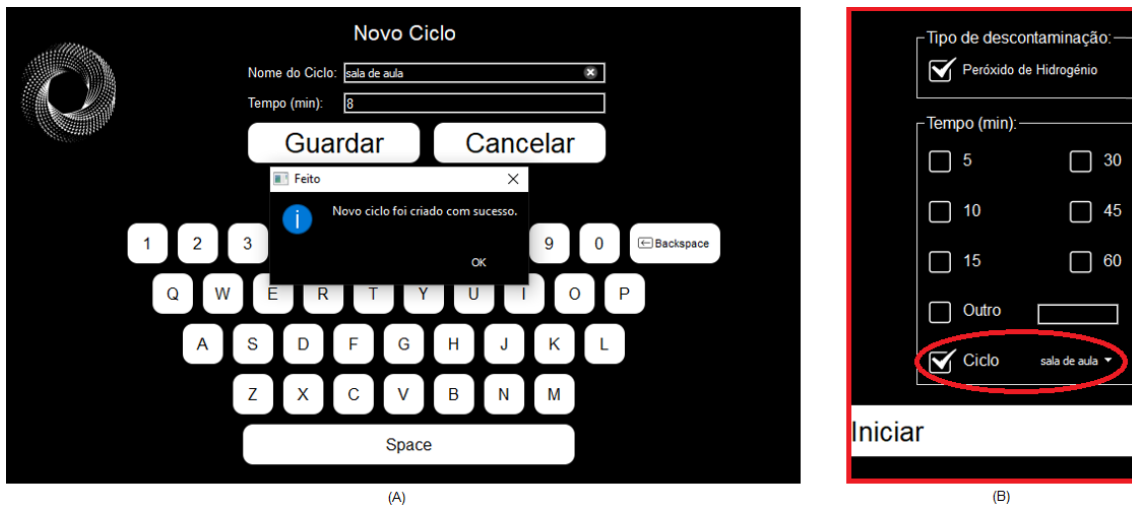 Novo Ciclo
Nome do Ciclo: sala de aula
Tempo (min): 8
Guardar Cancelar
Feito
Novo ciclo foi criado com sucesso.
OK
1 2 3 9 0 Backspace
Q W E R T Y U I O P
A S D F G H J K L
Z X C V B N M
Space
(A)
Tipo de descontaminação:
Peróxido de Hidrogénio
Tempo (min):
5 30
10 45
15 60
Outro
Ciclo sala de aula
Iniciar
(B)